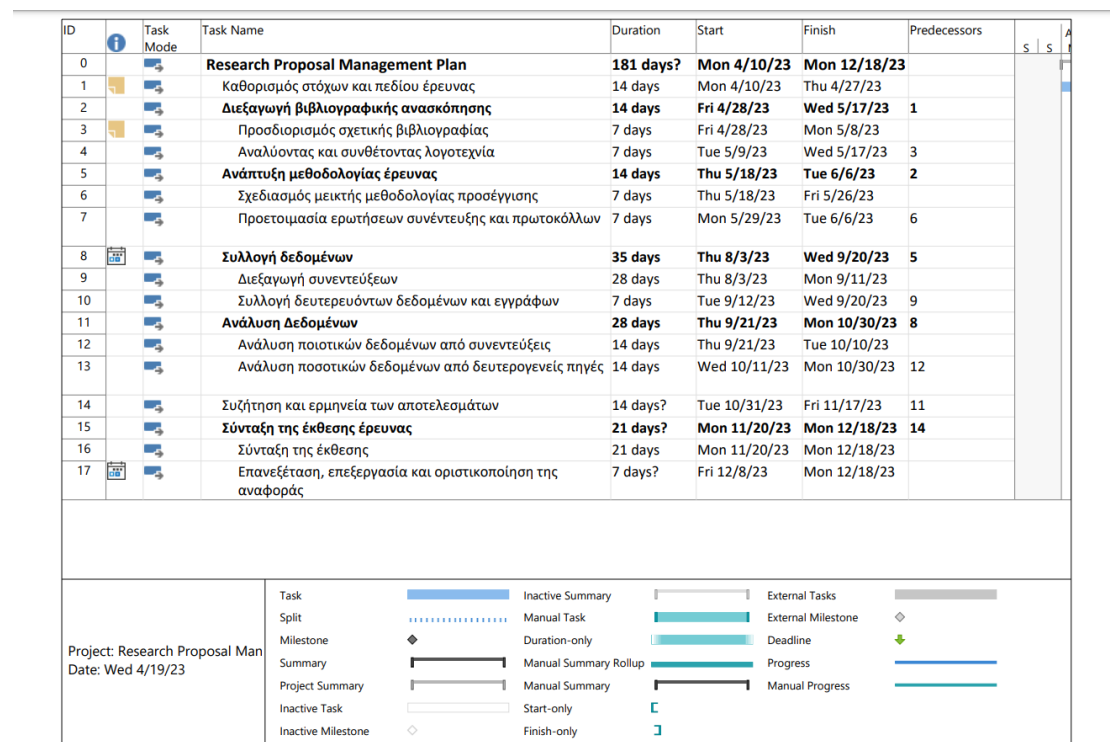 ID Task Mode Task Name Duration Start Finish Predecessors S S
0 Research Proposal Management Plan 181 days? Mon 4/10/23 Mon 12/18/23
1 Καθορισμός στόχων και πεδίου έρευνας 14 days Mon 4/10/23 Thu 4/27/23
2 Διεξαγωγή βιβλιογραφικής ανασκόπησης 14 days Fri 4/28/23 Wed 5/17/23 1
3 Προσδιορισμός σχετικής βιβλιογραφίας 7 days Fri 4/28/23 Mon 5/8/23
4 Αναλύοντας και συνθέτοντας λογοτεχνία 7 days Tue 5/9/23 Wed 5/17/23 3
5 Ανάπτυξη μεθοδολογίας έρευνας 14 days Thu 5/18/23 Tue 6/6/23 2
6 Σχεδιασμός μεικτής μεθοδολογίας προσέγγισης 7 days Thu 5/18/23 Fri 5/26/23
7 Προετοιμασία ερωτήσεων συνέντευξης και πρωτοκόλλων 7 days Mon 5/29/23 Tue 6/6/23 6
8 Συλλογή δεδομένων 35 days Thu 8/3/23 Wed 9/20/23 5
9 Διεξαγωγή συνεντεύξεων 28 days Thu 8/3/23 Mon 9/11/23
10 Συλλογή δευτερευόντων δεδομένων και εγγράφων 7 days Tue 9/12/23 Wed 9/20/23 9
11 Ανάλυση Δεδομένων 28 days Thu 9/21/23 Mon 10/30/23 8
12 Ανάλυση ποιοτικών δεδομένων από συνεντεύξεις 14 days Thu 9/21/23 Tue 10/10/23
13 Ανάλυση ποσοτικών δεδομένων από δευτερογενείς πηγές 14 days Wed 10/11/23 Mon 10/30/23 12
14 Συζήτηση και ερμηνεία των αποτελεσμάτων 14 days? Tue 10/31/23 Fri 11/17/23 11
15 Σύνταξη της έκθεσης έρευνας 21 days? Mon 11/20/23 Mon 12/18/23 14
16 Σύνταξη της έκθεσης 21 days Mon 11/20/23 Mon 12/18/23
17 Επανεξέταση, επεξεργασία και οριστικοποίηση της 7 days? Fri 12/8/23 Mon 12/18/23
αναφοράς
Project: Research Proposal Man
Date: Wed 4/19/23
Task Inactive Summary External Tasks
Split Manual Task External Milestone
Milestone Duration-only Deadline
Summary Manual Summary Rollup Progress
Project Summary Manual Summary Manual Progress
Inactive Task Start-only
Inactive Milestone Finish-only